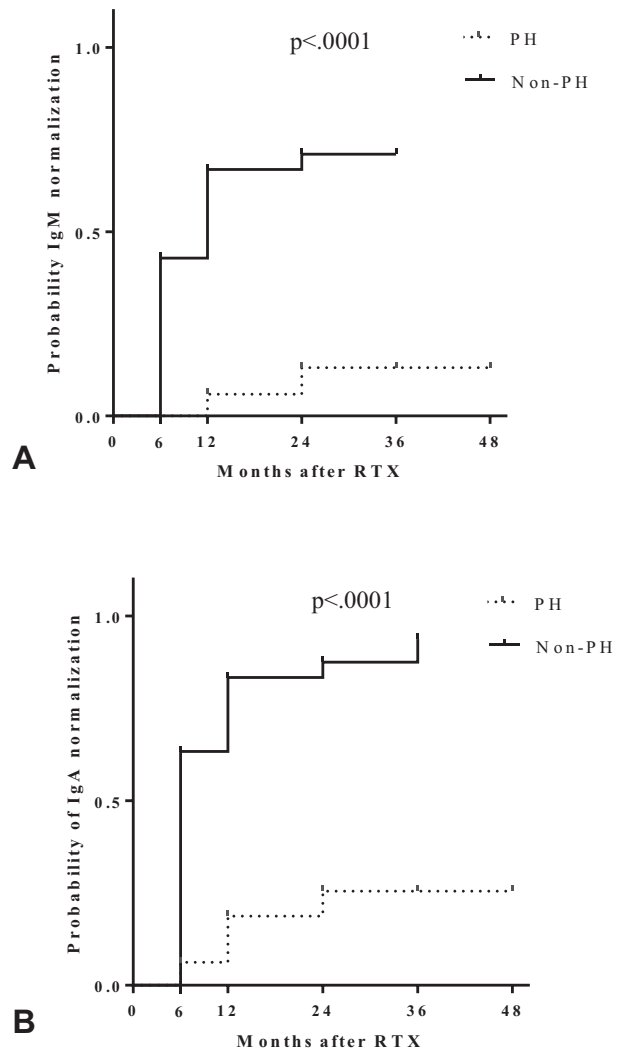 p<.0001
PH
Non-PH
Probability IgM normalization
1.0
0.5
0.0
0 6 12 24 36 48
Months after RTX
A
p<.0001
PH
Non-PH
Probability of IgA normalization
1.0
0.5
0.0
0 6 12 24 36 48
Months after RTX
B